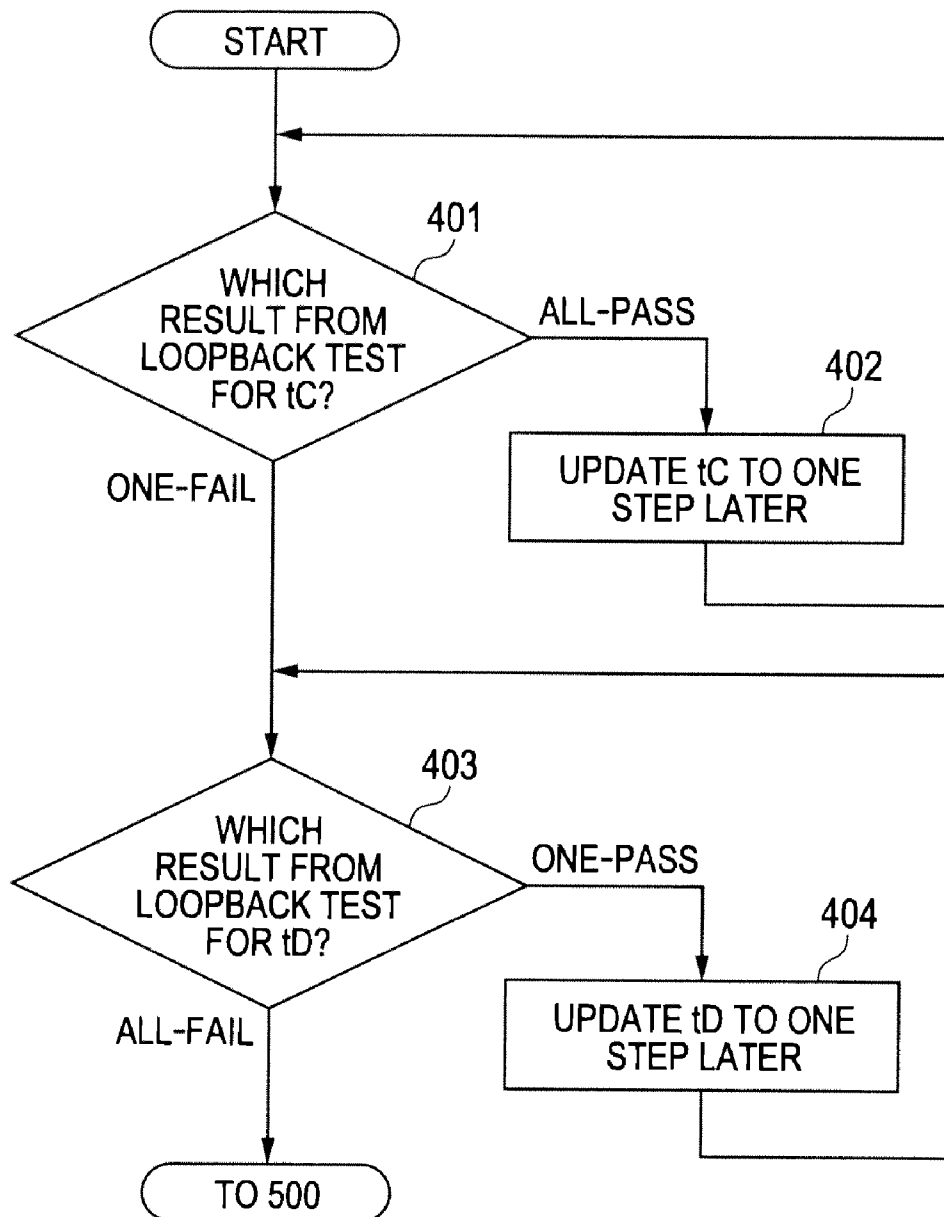 START
401
WHICH
RESULT FROM
LOOPBACK TEST
FOR tC?
ALL-PASS
402
UPDATE tC TO ONE
STEP LATER
ONE-FAIL
403
WHICH
RESULT FROM
LOOPBACK TEST
FOR tD?
ONE-PASS
404
UPDATE tD TO ONE
STEP LATER
ALL-FAIL
TO 500